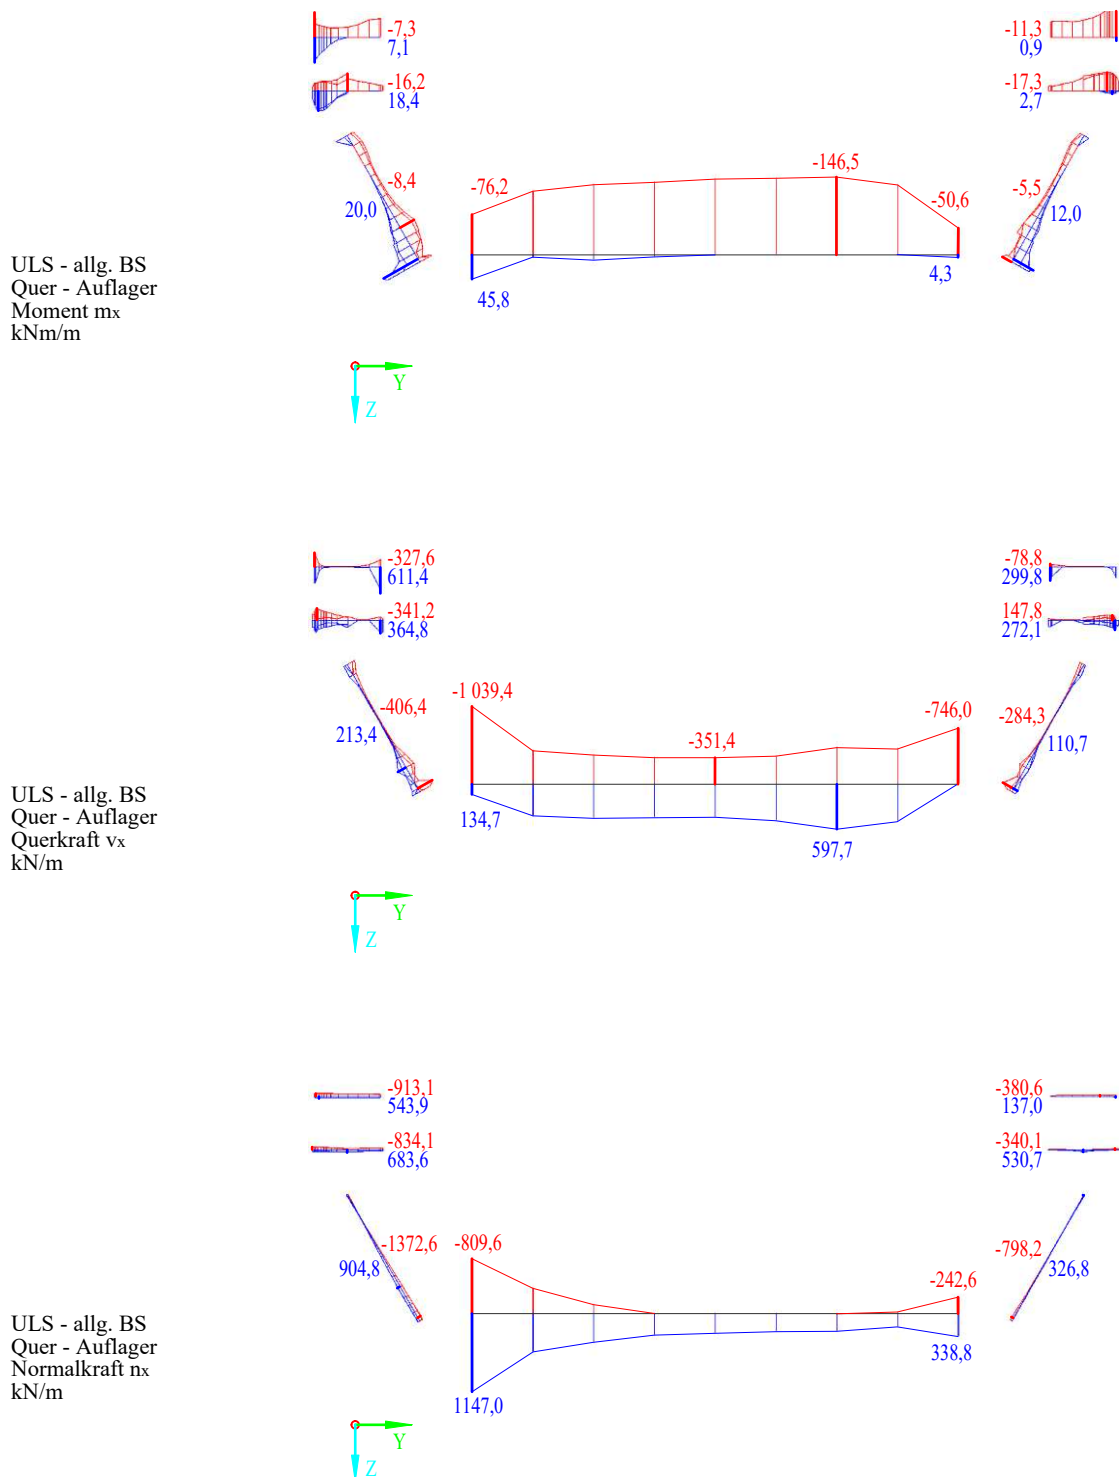 -7,3
7,1
-11,3
0,9
-16,2
18,4
-17,3
2,7
-8,4
20,0
-76,2
-146,5
-50,6
-5,5
12,0
45,8
4,3
ULS - allg. BS
Quer - Auflager
Moment mx
kNm/m
Y
Z
-327,6
611,4
-78,8
299,8
-341,2
364,8
147,8
272,1
-406,4
213,4
-1 039,4
-351,4
-746,0
-284,3
110,7
134,7
597,7
ULS - allg. BS
Quer - Auflager
Querkraft vx
kN/m
Y
Z
-913,1
543,9
-380,6
137,0
-834,1
683,6
-340,1
530,7
-1372,6
904,8
-809,6
-242,6
-798,2
326,8
1147,0
338,8
ULS - allg. BS
Quer - Auflager
Normalkraft nx
kN/m
Y
Z